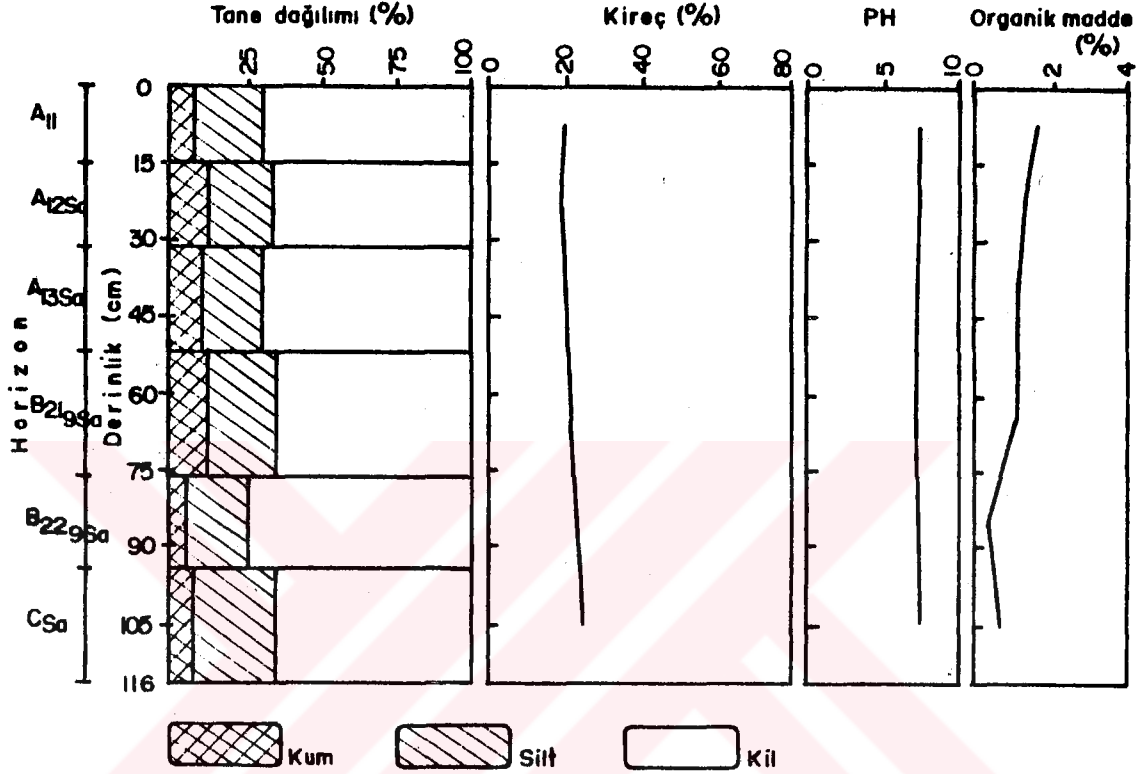 Tane dağılımı (%) Kireç (%) PH Organik madde
(%)
25 50 75 100 0 20 40 60 80 0 5 10 0 2 4
Horizon
A11
A12Sa
A13Sa
B21gSa
B22gSa
CSa
Derinlik (cm)
0
15
30
45
60
75
90
105
116
Kum Silt Kil